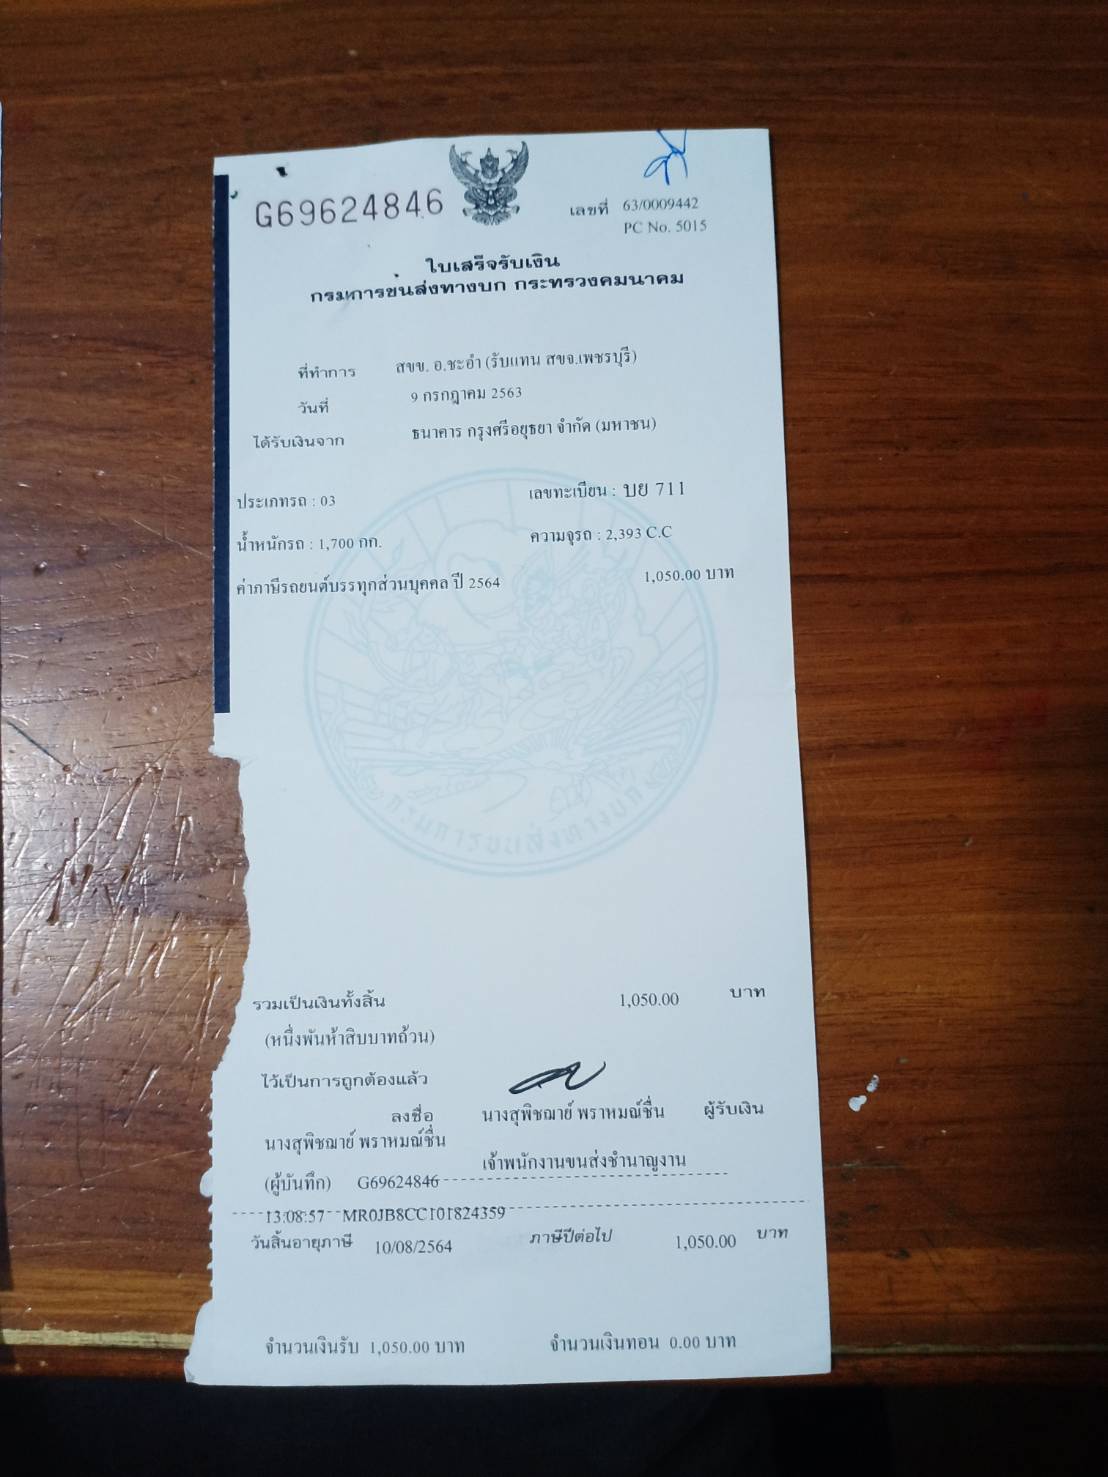 G69624846
เลขที่ 63/0009442
PC No. 5015
ใบเสร็จรับเงิน
กรมการขนส่งทางบก กระทรวงคมนาคม
ที่ทำการ สขข. อ.ชะอำ (รับแทน สขจ.เพชรบุรี)
วันที่ 9 กรกฎาคม 2563
ได้รับเงินจาก ธนาคาร กรุงศรีอยุธยา จำกัด (มหาชน)
ประเภทรถ : 03 เลขทะเบียน : บย 711
น้ำหนักรถ : 1,700 กก. ความจุรถ : 2,393 C.C
ค่าภาษีรถยนต์บรรทุกส่วนบุคคล ปี 2564 1,050.00 บาท
กรมการขนส่งทางบก
รวมเป็นเงินทั้งสิ้น 1,050.00 บาท
(หนึ่งพันห้าสิบบาทถ้วน)
ไว้เป็นการถูกต้องแล้ว
ลงชื่อ นางสุพิชฌาย์ พราหมณ์ชื่น ผู้รับเงิน
นางสุพิชฌาย์ พราหมณ์ชื่น
เจ้าพนักงานขนส่งชำนาญงาน
(ผู้บันทึก) G69624846
13:08:57 MR0JB8CC101824359
วันสิ้นอายุภาษี 10/08/2564 ภาษีปีต่อไป 1,050.00 บาท
จำนวนเงินรับ 1,050.00 บาท จำนวนเงินทอน 0.00 บาท